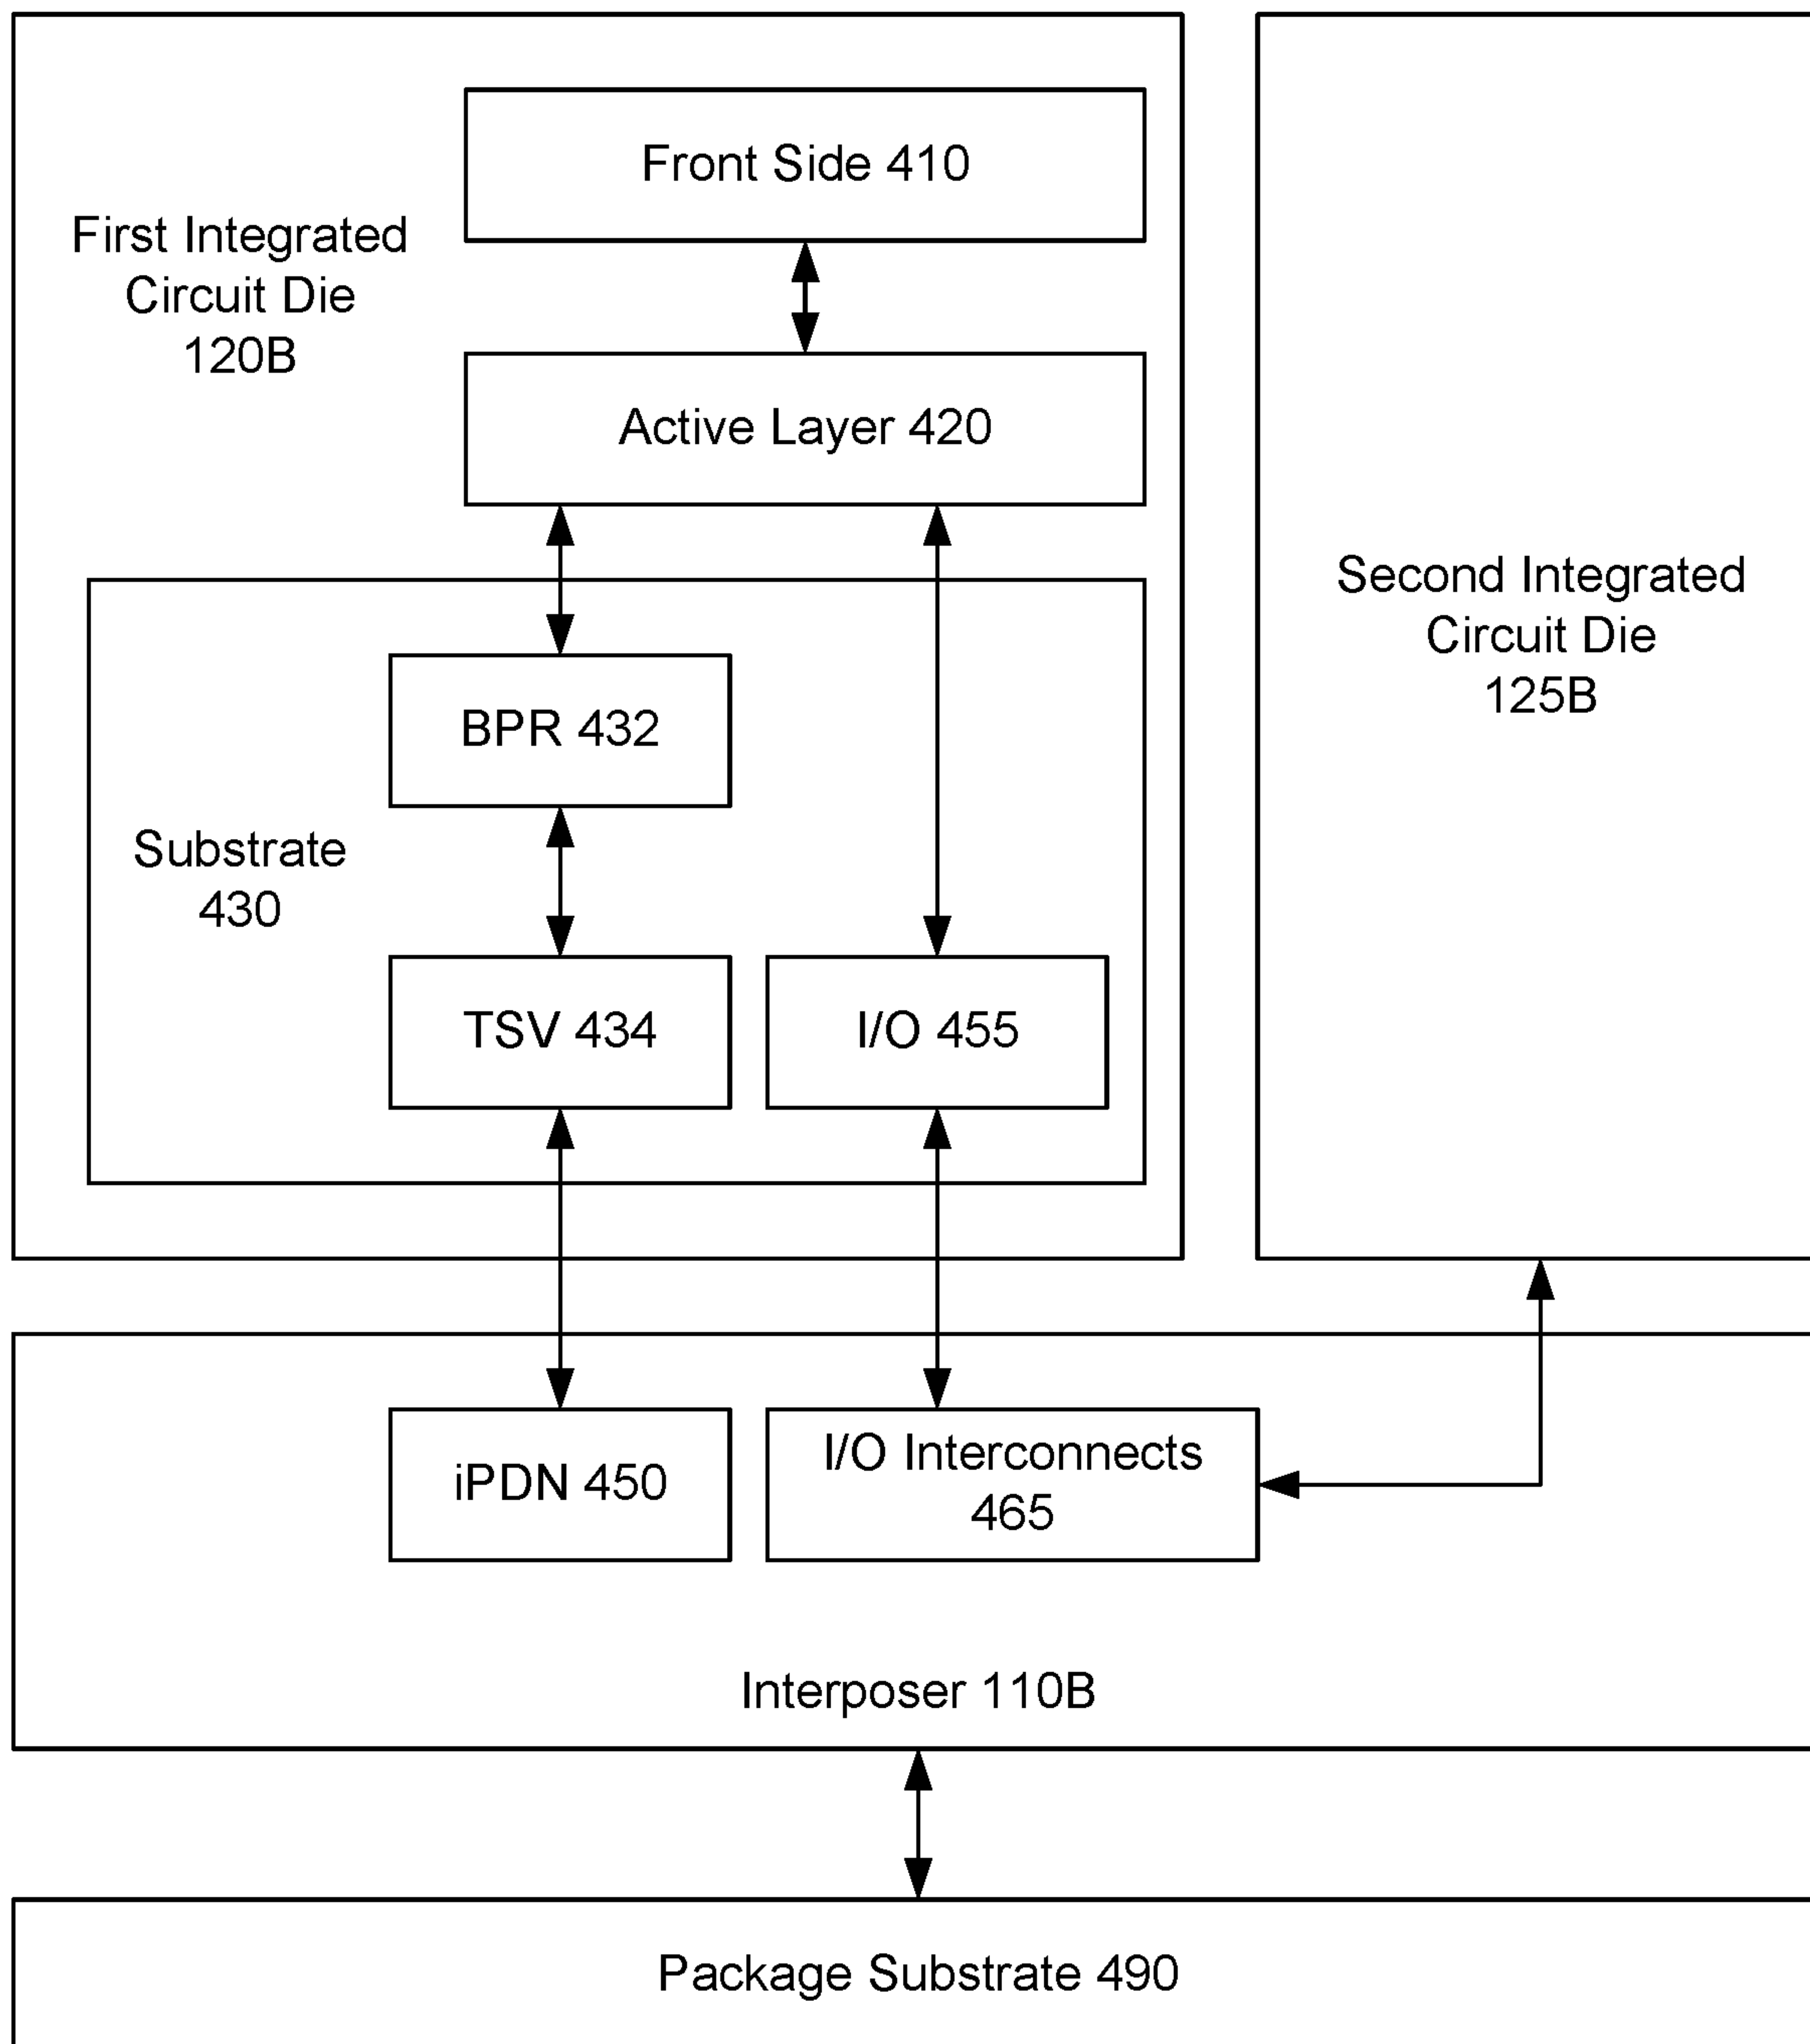 Front Side 410
First Integrated
Circuit Die
120B
Active Layer 420
Second Integrated
Circuit Die
125B
BPR 432
Substrate
430
TSV 434
I/O 455
iPDN 450
I/O Interconnects
465
Interposer 110B
Package Substrate 490